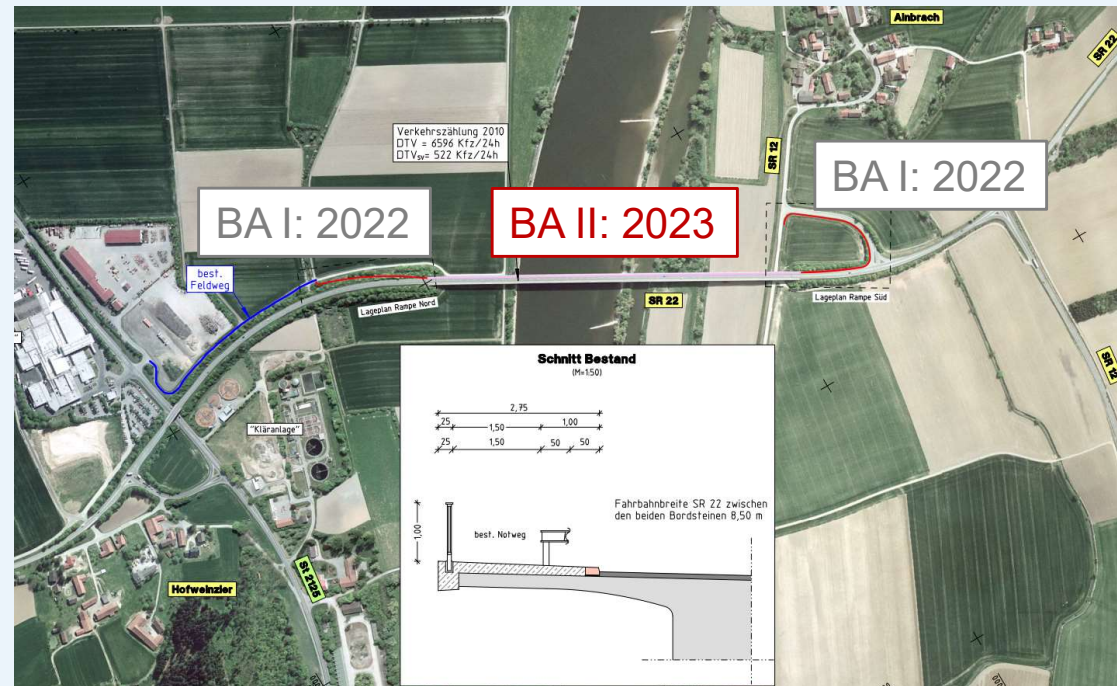 Ainbrach
SR 22
Verkehrszählung 2010
DTV = 6596 Kfz/24h
DTVsv= 522 Kfz/24h
SR 12
BA I: 2022
BA I: 2022
BA II: 2023
best.
Feldweg
Lageplan Rampe Nord
SR 22
Lageplan Rampe Süd
SR 12
"Kläranlage"
Hofweinzier
St 2125
Schnitt Bestand
(M=1:50)
2,75
25
1,50
1,00
25
1,50
50
50
1,00
best. Notweg
Fahrbahnbreite SR 22 zwischen
den beiden Bordsteinen 8,50 m